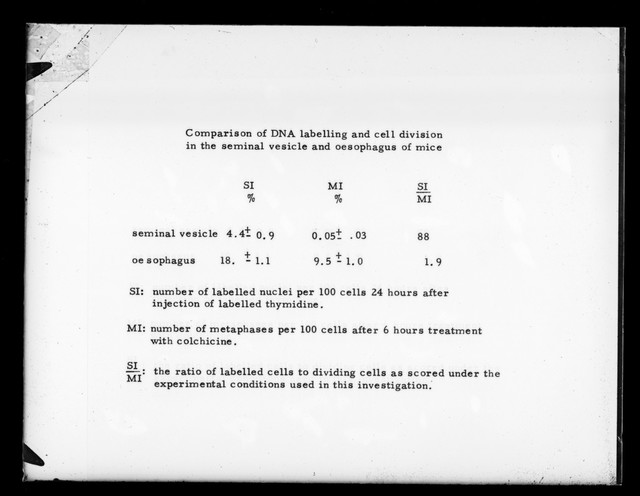 Comparison of DNA labelling and cell division
in the seminal vesicle and oesophagus of mice
SI MI SI
% % MI
seminal vesicle 4.4± 0.9 0.05± .03 88
oesophagus 18. ± 1.1 9.5 ± 1.0 1.9
SI: number of labelled nuclei per 100 cells 24 hours after
injection of labelled thymidine.
MI: number of metaphases per 100 cells after 6 hours treatment
with colchicine.
SI
MI: the ratio of labelled cells to dividing cells as scored under the
experimental conditions used in this investigation.